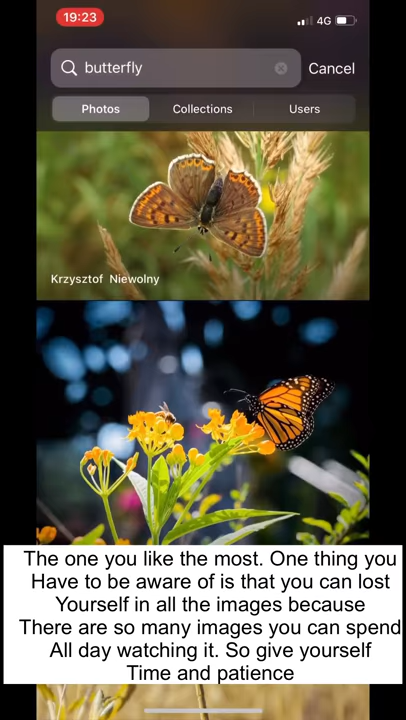 19:23
4G
butterfly
Cancel
Photos
Collections
Users
Krzysztof Niewolny
The one you like the most. One thing you
Have to be aware of is that you can lost
Yourself in all the images because
There are so many images you can spend
All day watching it. So give yourself
Time and patience